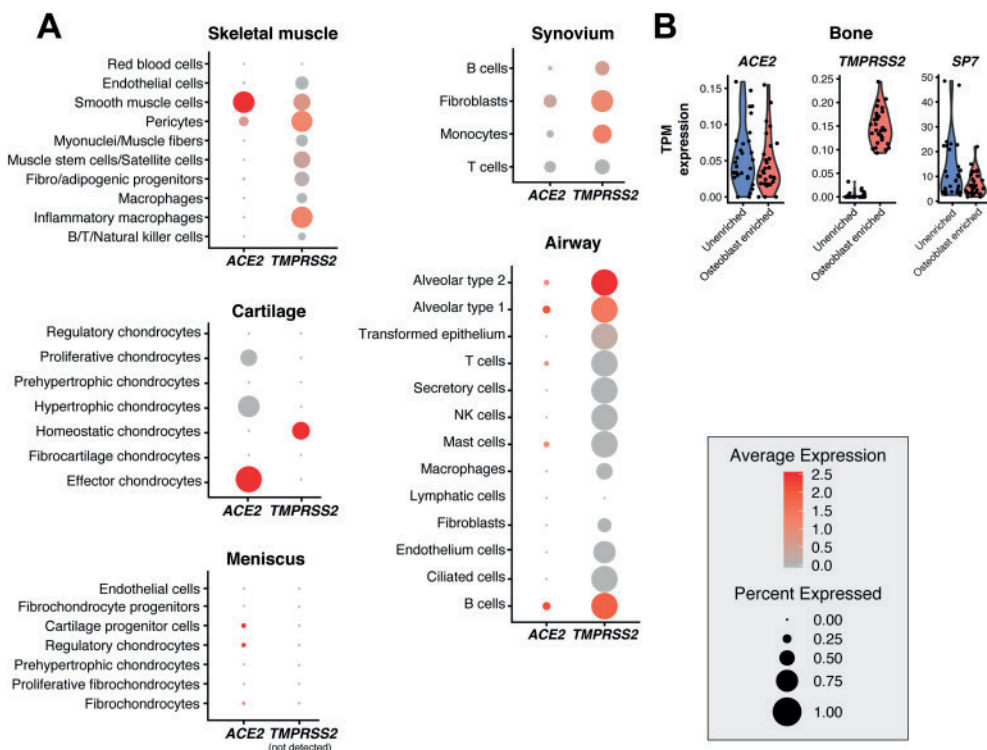 A
Skeletal muscle
Red blood cells
Endothelial cells
Smooth muscle cells
Pericytes
Myonuclei/Muscle fibers
Muscle stem cells/Satellite cells
Fibro/adipogenic progenitors
Macrophages
Inflammatory macrophages
B/T/Natural killer cells
ACE2 TMPRSS2
Cartilage
Regulatory chondrocytes
Proliferative chondrocytes
Prehypertrophic chondrocytes
Hypertrophic chondrocytes
Homeostatic chondrocytes
Fibrocartilage chondrocytes
Effector chondrocytes
ACE2 TMPRSS2
Meniscus
Endothelial cells
Fibrochondrocyte progenitors
Cartilage progenitor cells
Regulatory chondrocytes
Prehypertrophic chondrocytes
Proliferative fibrochondrocytes
Fibrochondrocytes
ACE2 TMPRSS2
(not detected)
Synovium
B cells
Fibroblasts
Monocytes
T cells
ACE2 TMPRSS2
Airway
Alveolar type 2
Alveolar type 1
Transformed epithelium
T cells
Secretory cells
NK cells
Mast cells
Macrophages
Lymphatic cells
Fibroblasts
Endothelium cells
Ciliated cells
B cells
ACE2 TMPRSS2
B
Bone
ACE2
TPM
expression
0.15
0.10
0.05
0.00
Unenriched
Osteoblast enriched
TMPRSS2
0.25
0.20
0.15
0.10
0.05
0.00
Unenriched
Osteoblast enriched
SP7
50
40
30
20
10
0
Unenriched
Osteoblast enriched
Average Expression
2.5
2.0
1.5
1.0
0.5
0.0
Percent Expressed
0.00
0.25
0.50
0.75
1.00